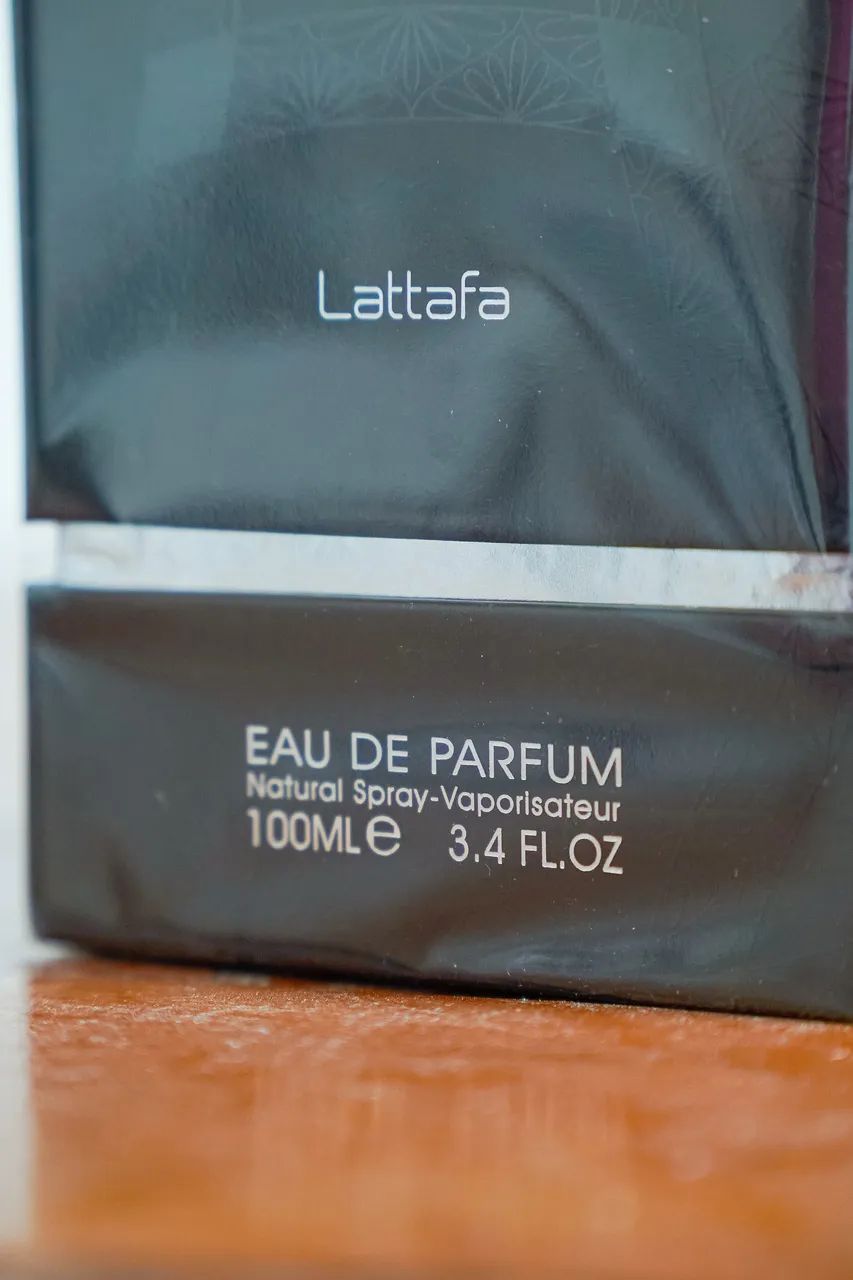 Lattafa
EAU DE PARFUM
Natural Spray-Vaporisateur
100ML e 3.4 FL.OZ